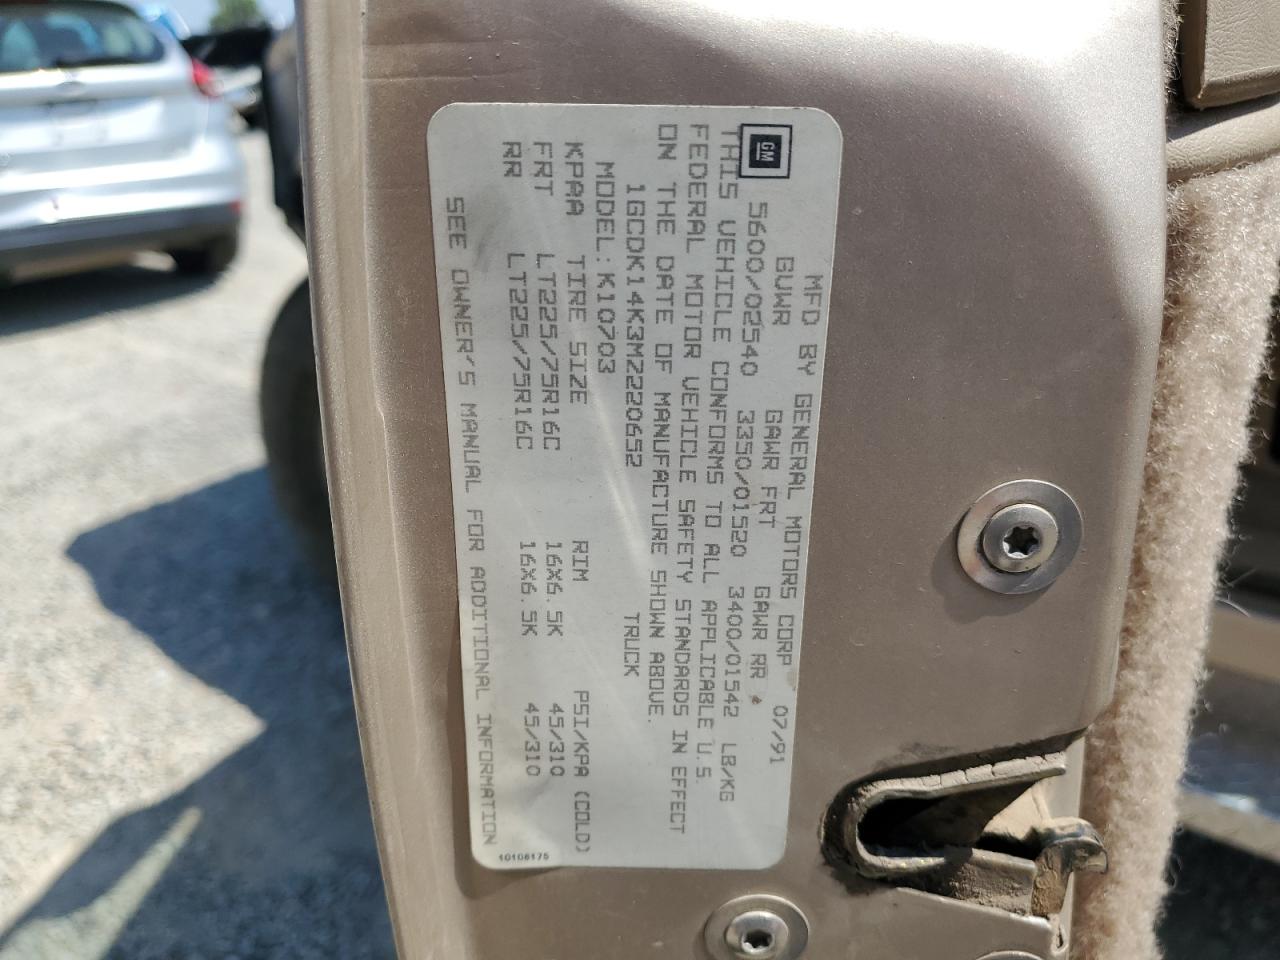 GM
MFD BY GENERAL MOTORS CORP 07/91
GVWR GAWR FRT GAWR RR
5600/02540 3350/01520 3400/01542 LB/KG
THIS VEHICLE CONFORMS TO ALL APPLICABLE U.S.
FEDERAL MOTOR VEHICLE SAFETY STANDARDS IN EFFECT
ON THE DATE OF MANUFACTURE SHOWN ABOVE.
1GCDK14K3MZ220652 TRUCK
MODEL: K10703
KPAA TIRE SIZE RIM PSI/KPA (COLD)
FRT LT225/75R16C 16X6.5K 45/310
RR LT225/75R16C 16X6.5K 45/310
SEE OWNER'S MANUAL FOR ADDITIONAL INFORMATION
10108175